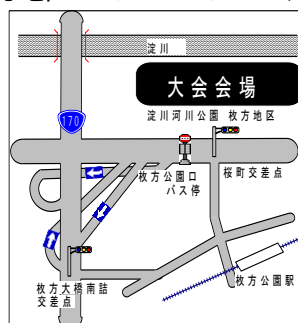 淀川
大会会場
淀川河川公園 枚方地区
170
枚方公園口
バス停
桜町交差点
枚方大橋南詰
交差点
枚方公園駅